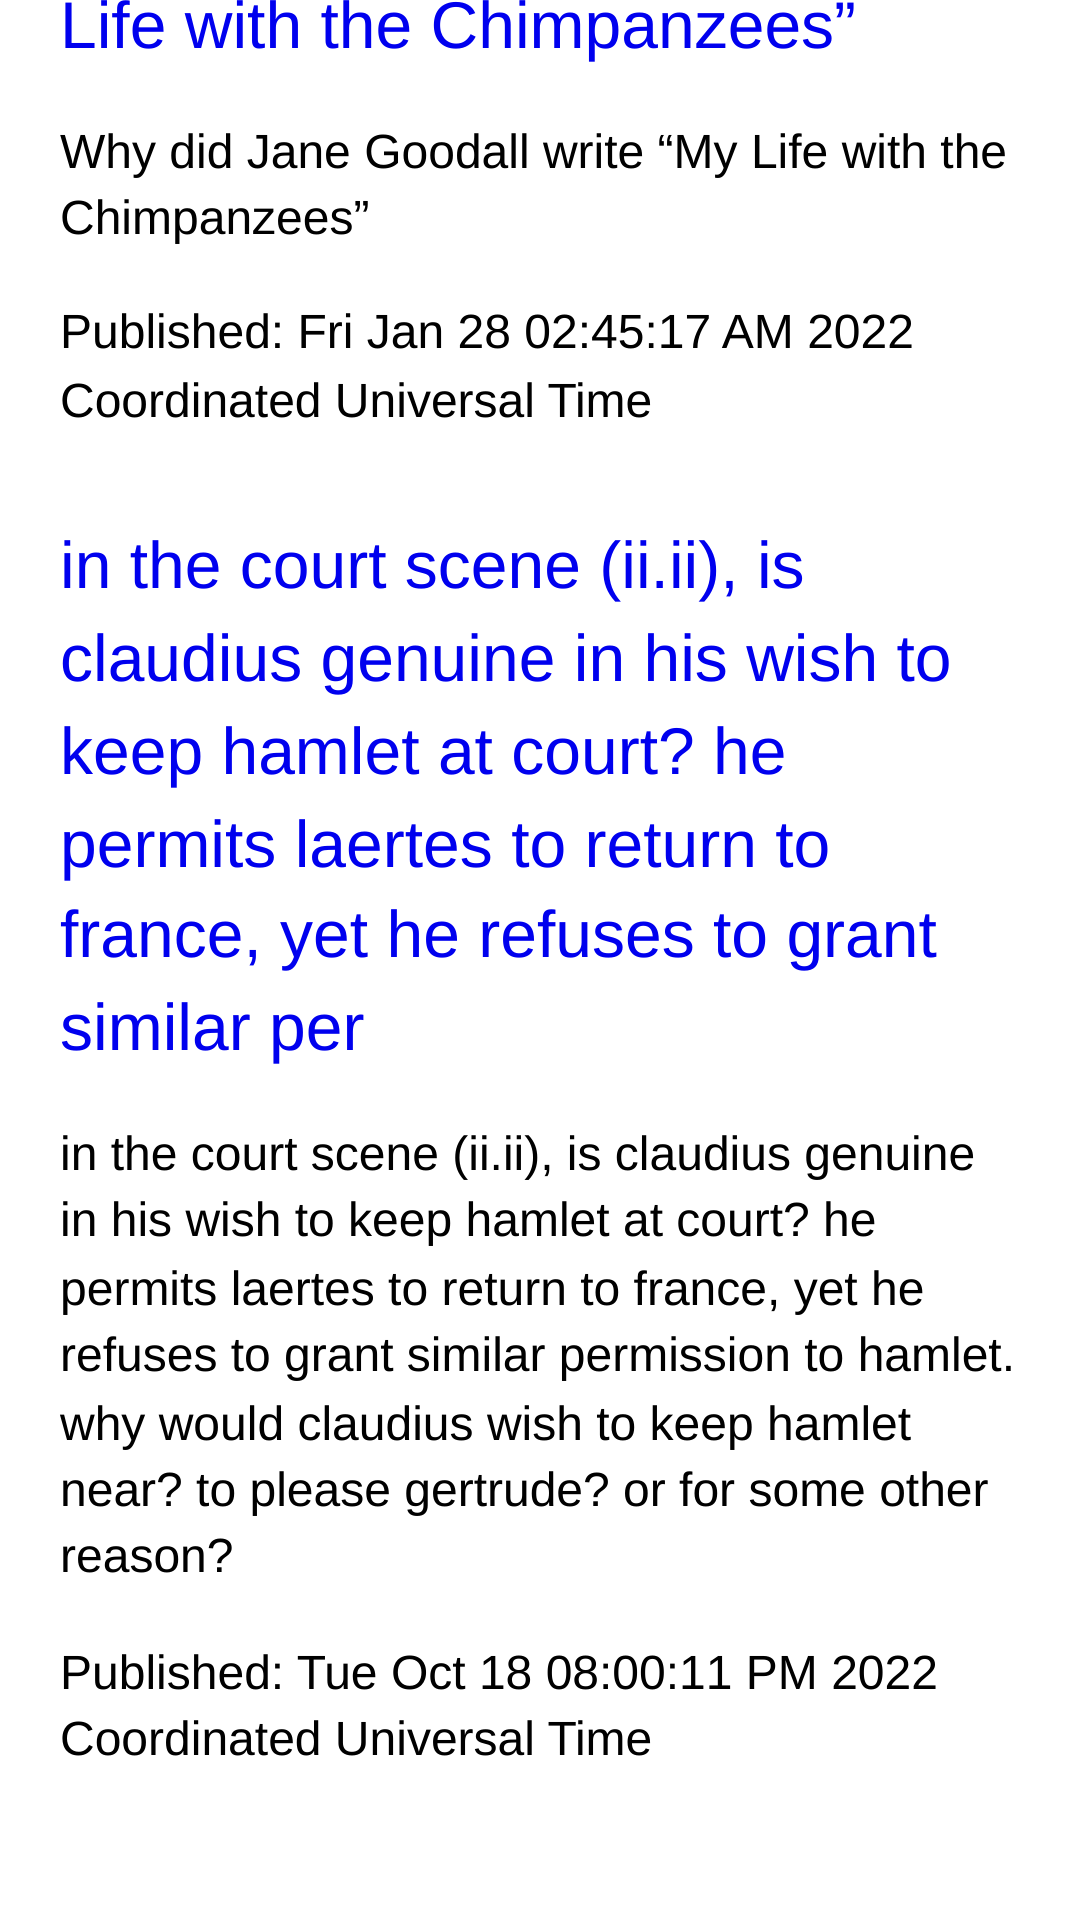 Life with the Chimpanzees”
Why did Jane Goodall write “My Life with the
Chimpanzees”
Published: Fri Jan 28 02:45:17 AM 2022
Coordinated Universal Time
in the court scene (ii.ii), is
claudius genuine in his wish to
keep hamlet at court? he
permits laertes to return to
france, yet he refuses to grant
similar per
in the court scene (ii.ii), is claudius genuine
in his wish to keep hamlet at court? he
permits laertes to return to france, yet he
refuses to grant similar permission to hamlet.
why would claudius wish to keep hamlet
near? to please gertrude? or for some other
reason?
Published: Tue Oct 18 08:00:11 PM 2022
Coordinated Universal Time